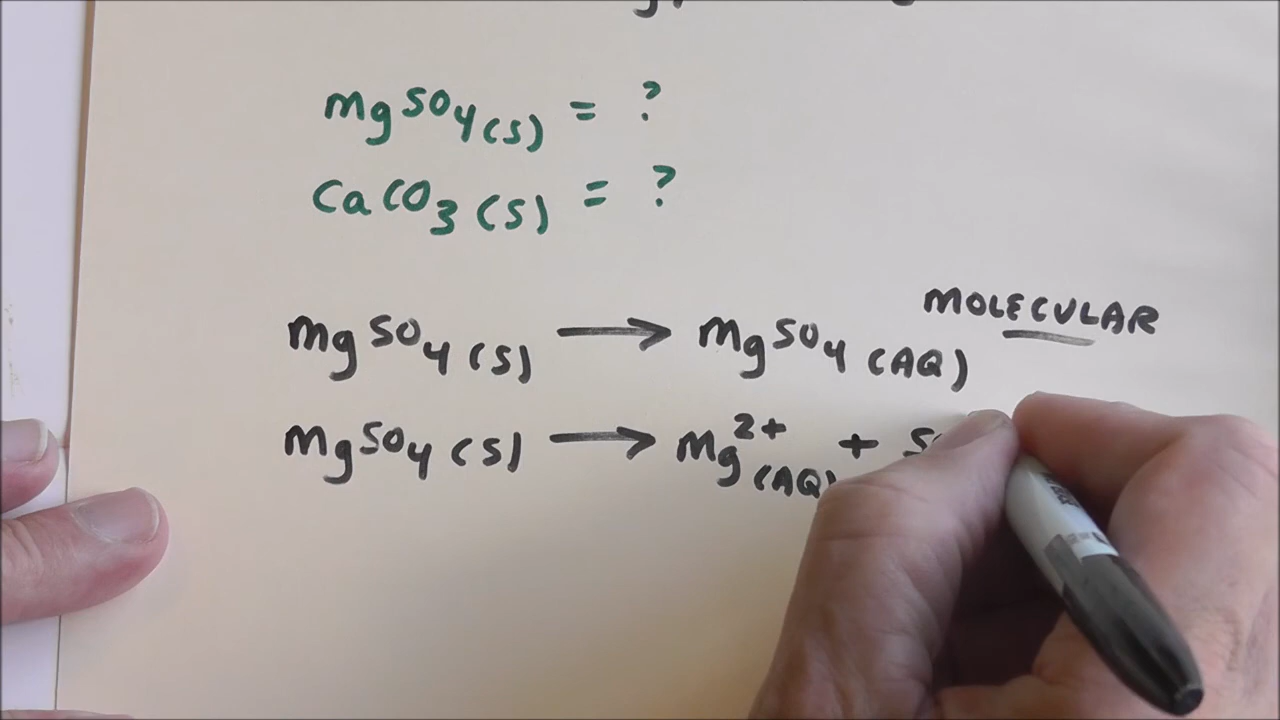 MgSO4(s) = ?
CaCO3(s) = ?
MOLECULAR
MgSO4(s) → MgSO4(AQ)
MgSO4(s) → Mg2+(AQ) +